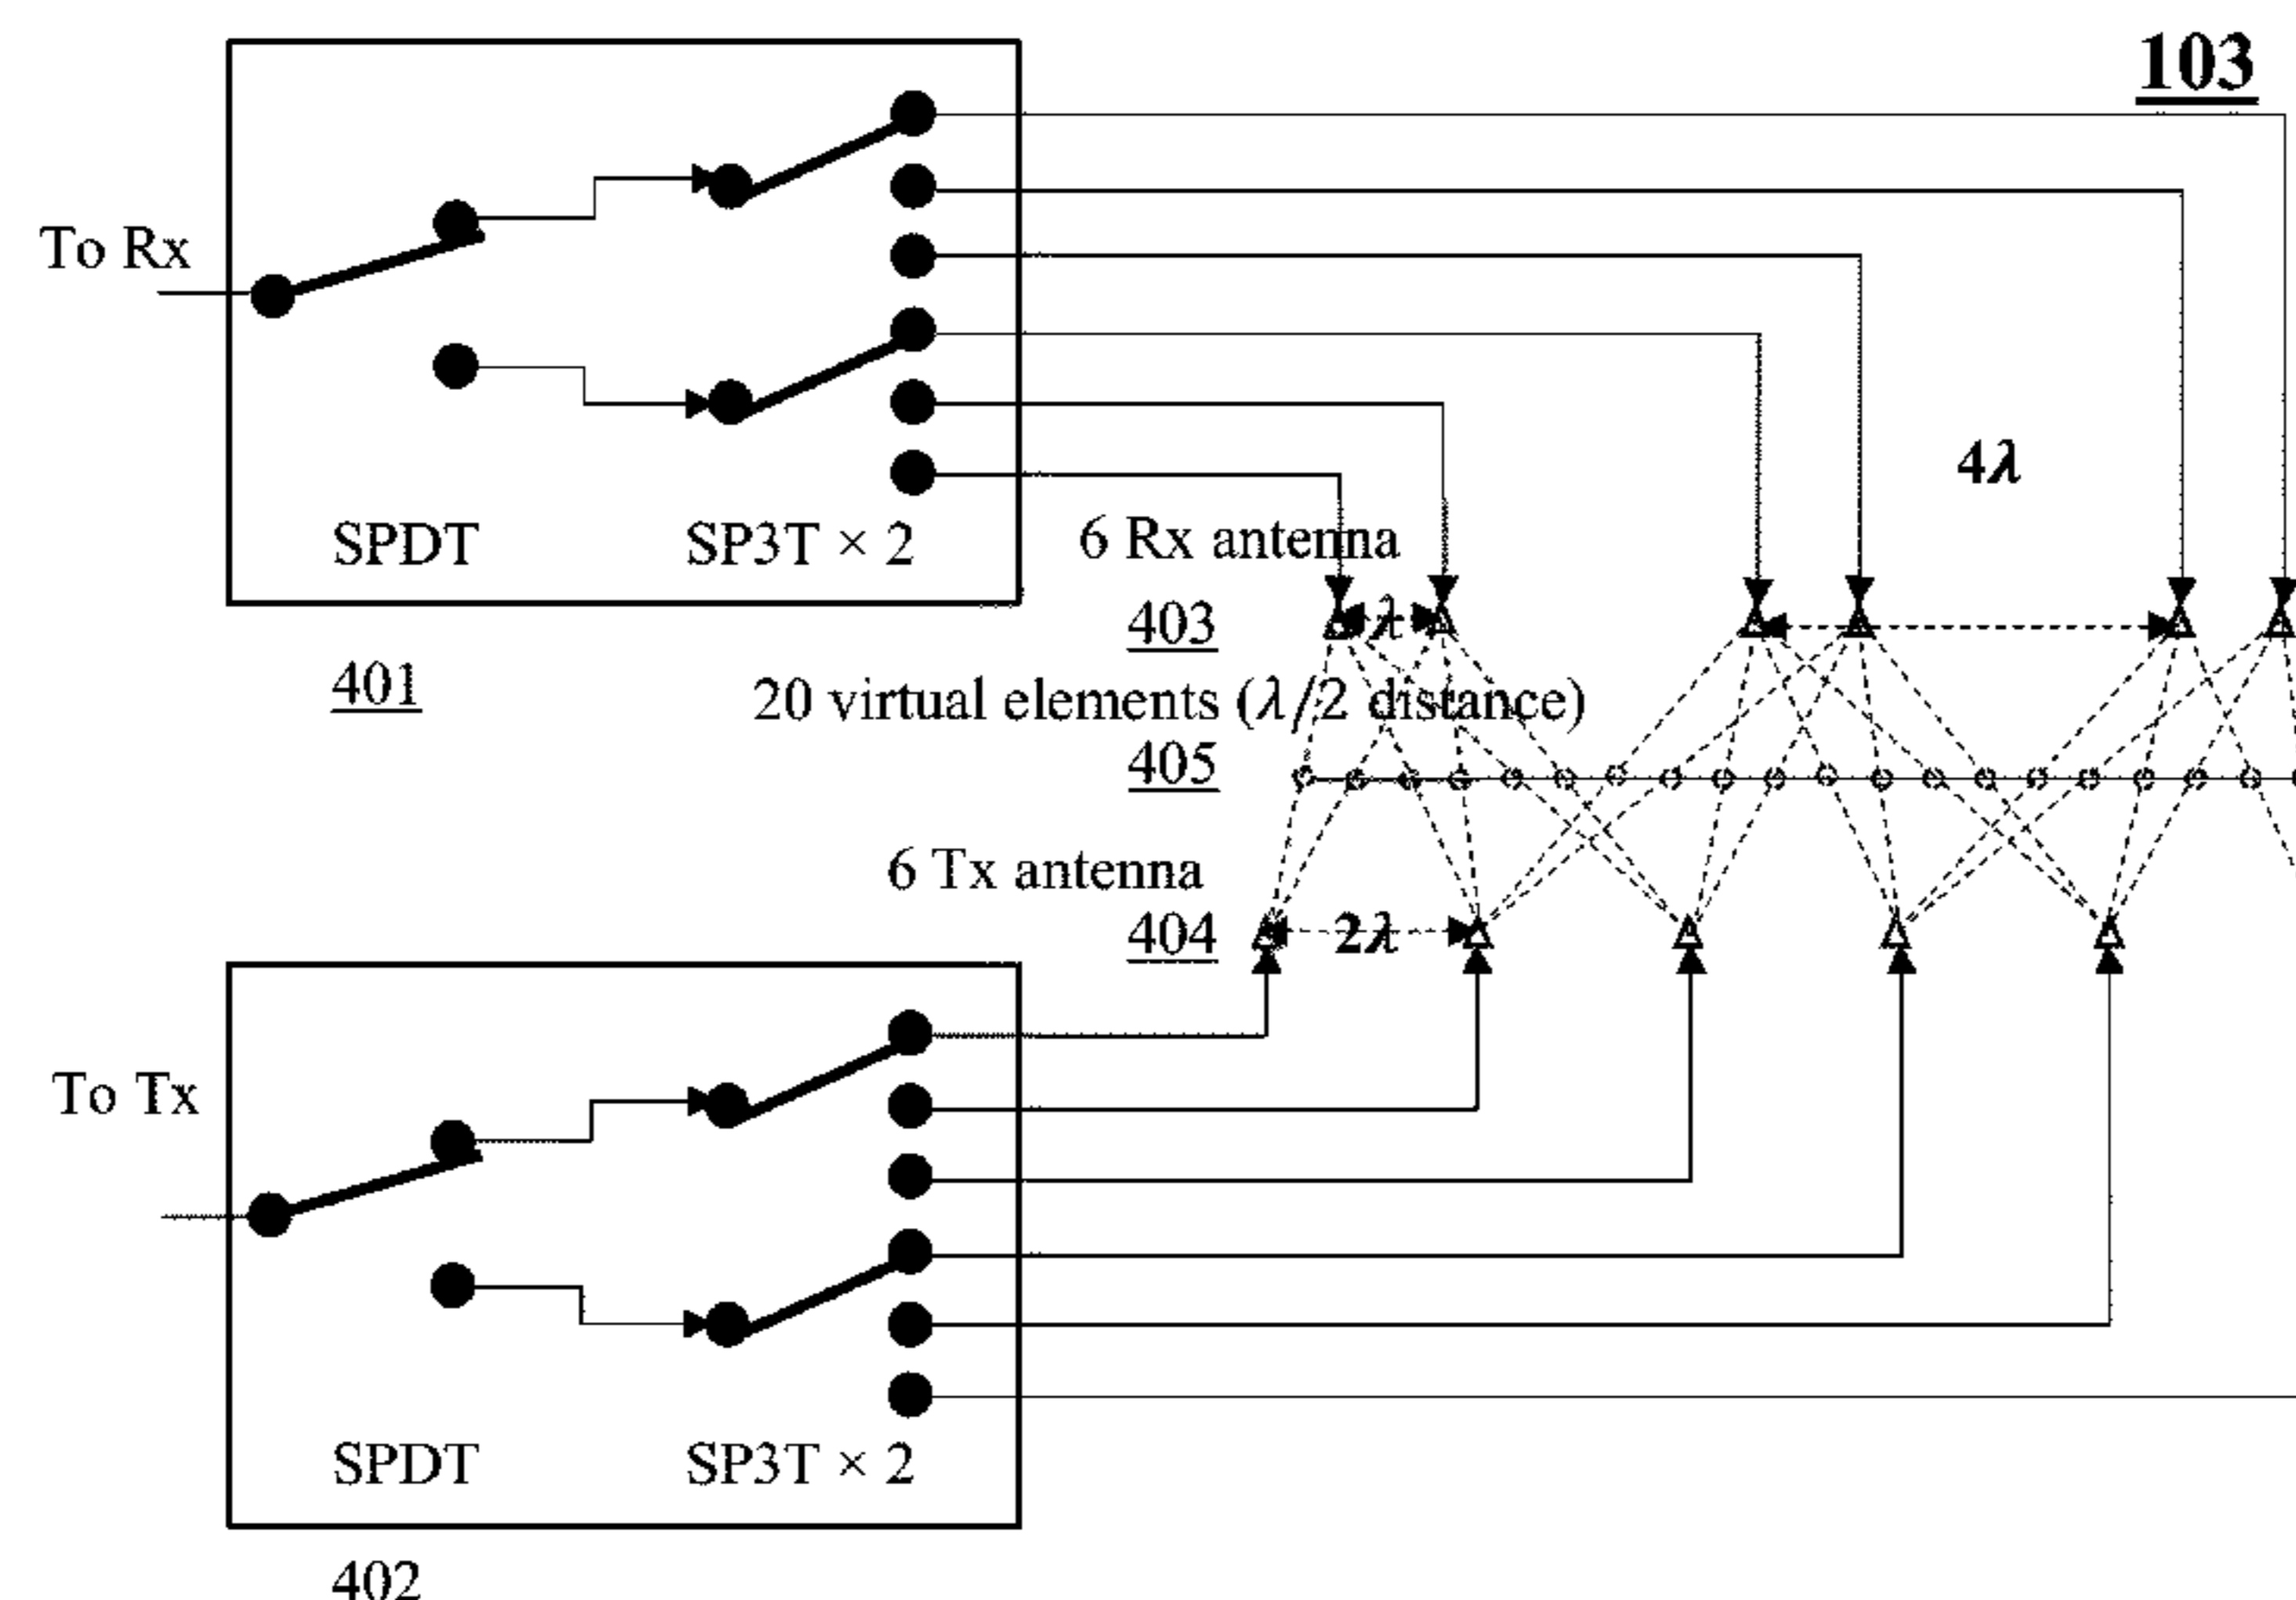 103
To Rx
4λ
SPDT SP3T × 2
6 Rx antenna
403
λ
401
20 virtual elements (λ/2 distance)
405
6 Tx antenna
404
2λ
To Tx
SPDT SP3T × 2
402